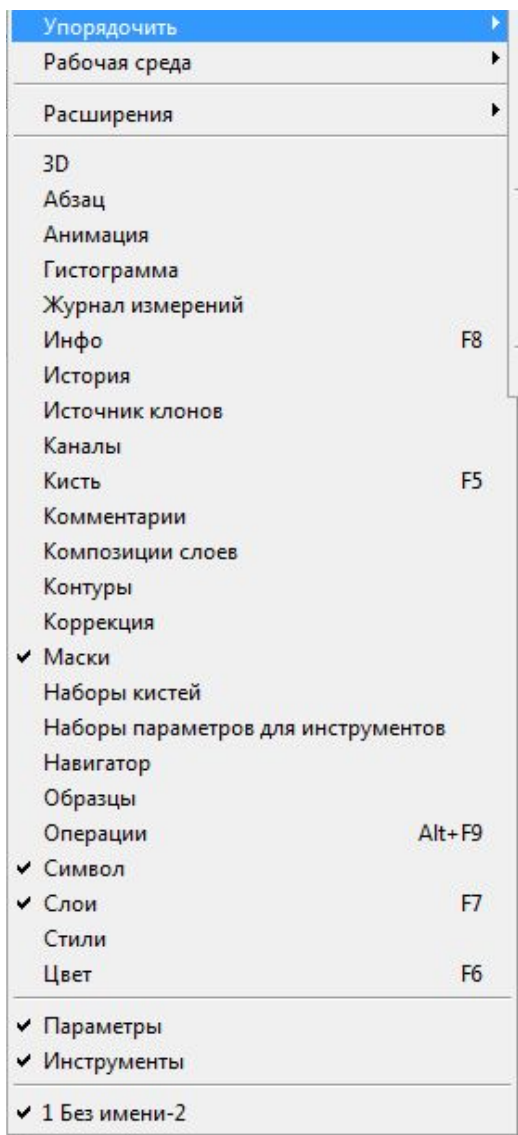 Упорядочить
Рабочая среда
Расширения
3D
Абзац
Анимация
Гистограмма
Журнал измерений
Инфо F8
История
Источник клонов
Каналы
Кисть F5
Комментарии
Композиции слоев
Контуры
Коррекция
Маски
Наборы кистей
Наборы параметров для инструментов
Навигатор
Образцы
Операции Alt+F9
Символ
Слои F7
Стили
Цвет F6
Параметры
Инструменты
1 Без имени-2